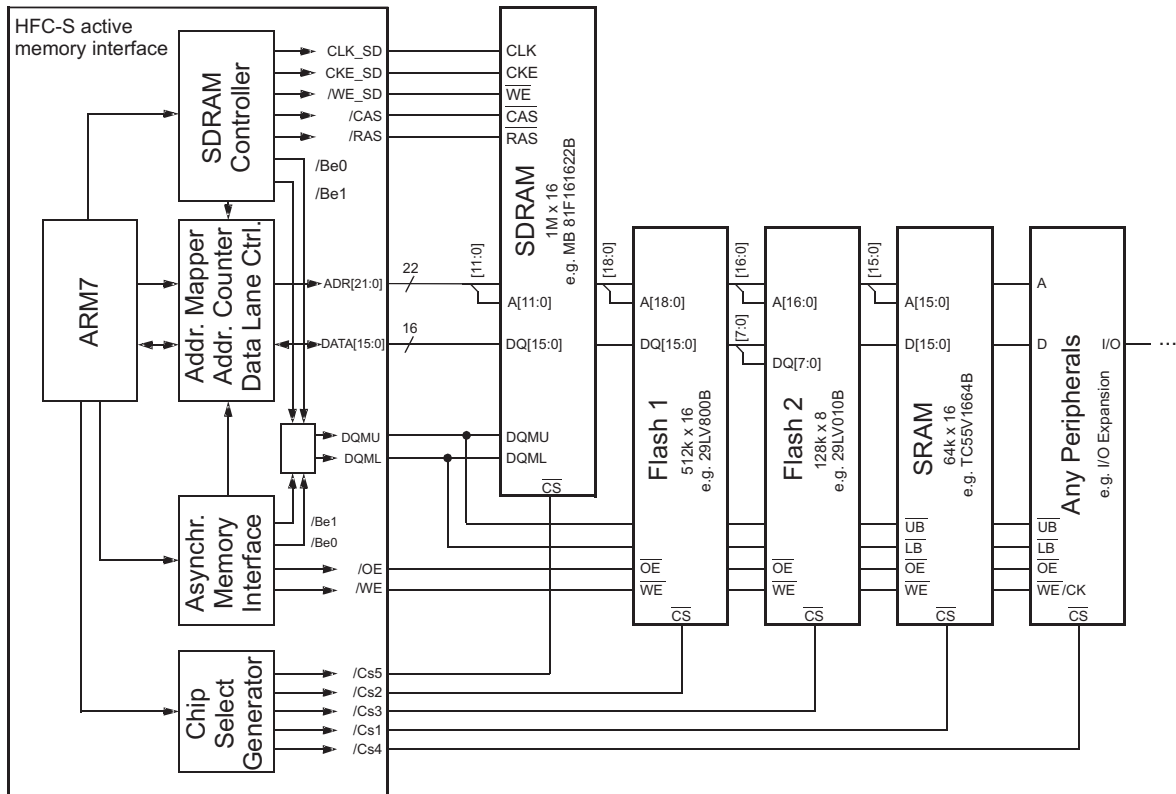 HFC-S active
memory interface
SDRAM
Controller
CLK_SD
CKE_SD
/WE_SD
/CAS
/RAS
/Be0
/Be1
ARM7
Addr. Mapper
Addr. Counter
Data Lane Ctrl.
ADR[21:0]
DATA[15:0]
22
16
DQMU
DQML
Asynchr.
Memory
Interface
/Be1
/Be0
/OE
/WE
Chip
Select
Generator
/Cs5
/Cs2
/Cs3
/Cs1
/Cs4
CLK
CKE
WE
CAS
RAS
SDRAM
1M x 16
e.g. MB 81F161622B
[11:0]
A[11:0]
DQ[15:0]
DQMU
DQML
CS
[18:0]
A[18:0]
DQ[15:0]
Flash 1
512k x 16
e.g. 29LV800B
OE
WE
CS
[16:0]
A[16:0]
[7:0]
DQ[7:0]
Flash 2
128k x 8
e.g. 29LV010B
OE
WE
CS
[15:0]
A[15:0]
D[15:0]
SRAM
64k x 16
e.g. TC55V1664B
UB
LB
OE
WE
CS
A
D
I/O
...
Any Peripherals
e.g. I/O Expansion
UB
LB
OE
WE/CK
CS